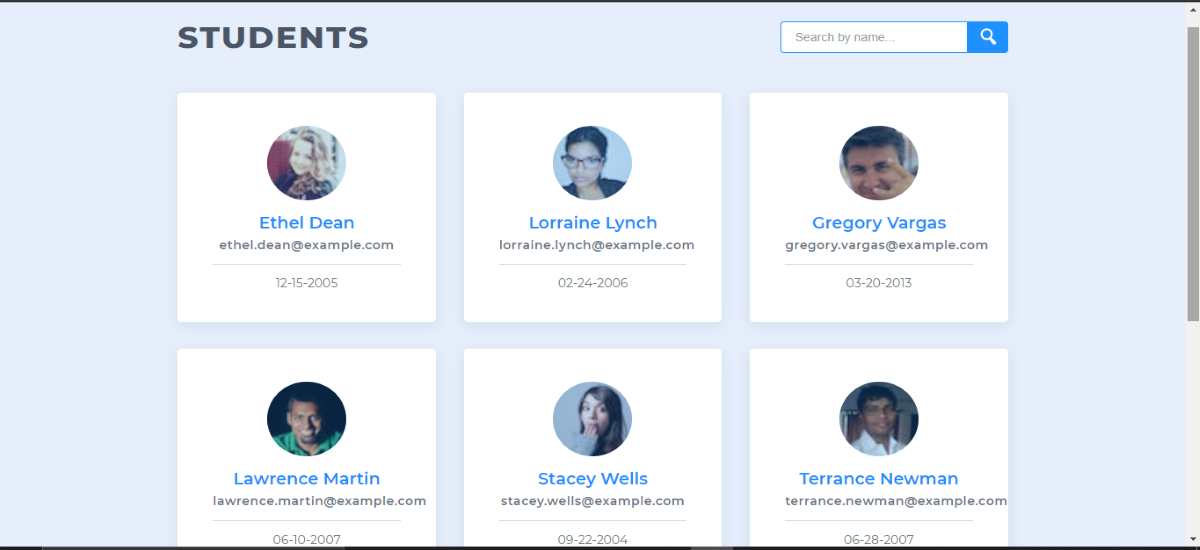 STUDENTS
Search by name...
Ethel Dean
ethel.dean@example.com
12-15-2005
Lorraine Lynch
lorraine.lynch@example.com
02-24-2006
Gregory Vargas
gregory.vargas@example.com
03-20-2013
Lawrence Martin
lawrence.martin@example.com
06-10-2007
Stacey Wells
stacey.wells@example.com
09-22-2004
Terrance Newman
terrance.newman@example.com
06-28-2007